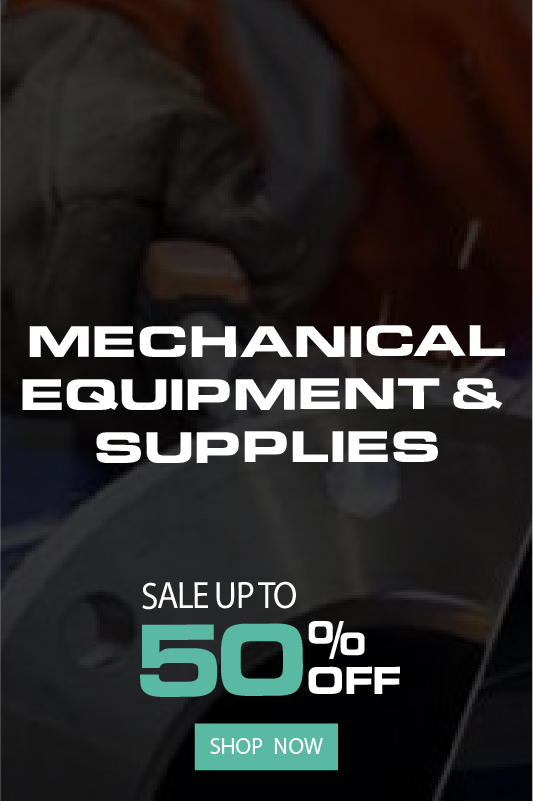 MECHANICAL
EQUIPMENT &
SUPPLIES
SALE UP TO
50%
OFF
SHOP NOW